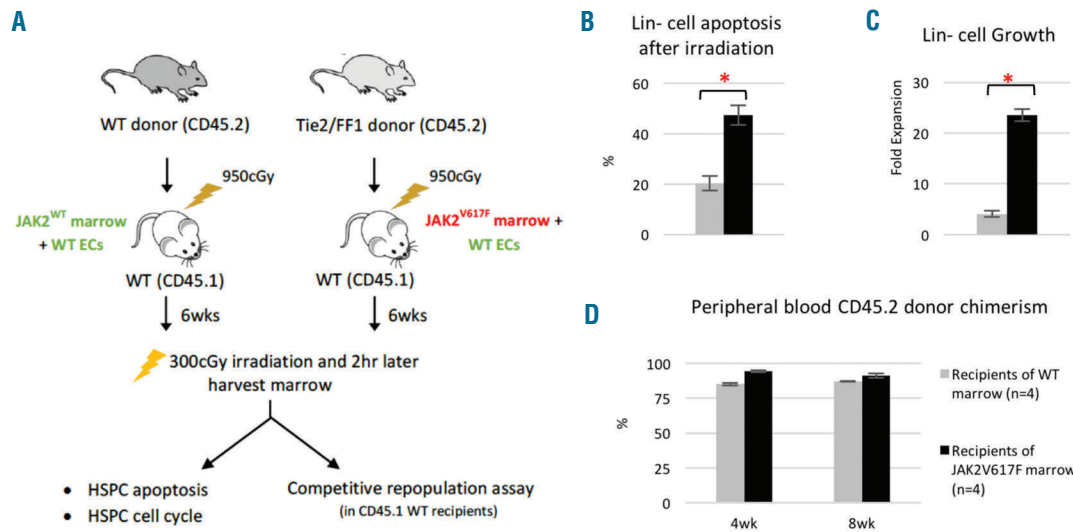 A
WT donor (CD45.2)
Tie2/FF1 donor (CD45.2)
950cGy
950cGy
JAK2WT marrow
+ WT ECs
JAK2V617F marrow +
WT ECs
WT (CD45.1)
WT (CD45.1)
6wks
6wks
300cGy irradiation and 2hr later
harvest marrow
• HSPC apoptosis
• HSPC cell cycle
Competitive repopulation assay
(in CD45.1 WT recipients)
B
Lin- cell apoptosis
after irradiation
*
60
40
20
0
%
C
Lin- cell Growth
*
30
20
10
0
Fold Expansion
D
Peripheral blood CD45.2 donor chimerism
100
75
50
25
0
%
4wk
8wk
Recipients of WT
marrow (n=4)
Recipients of
JAK2V617F marrow
(n=4)